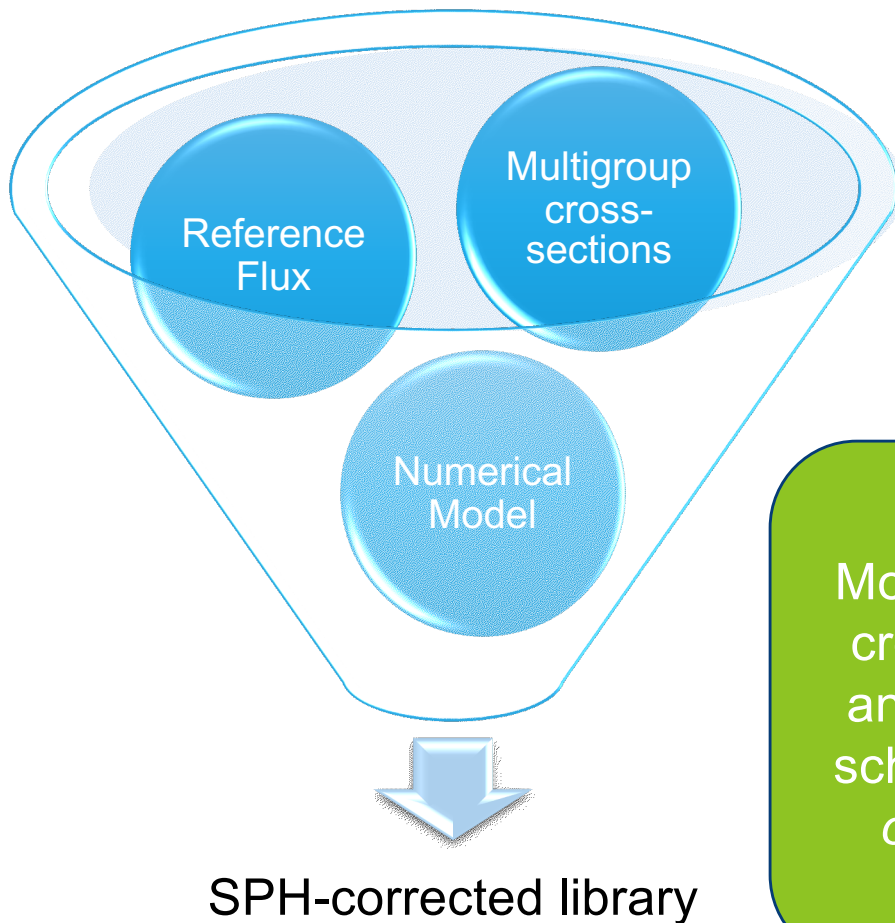 Multigroup
cross-
sections
Reference
Flux
Numerical
Model
SPH-corrected library